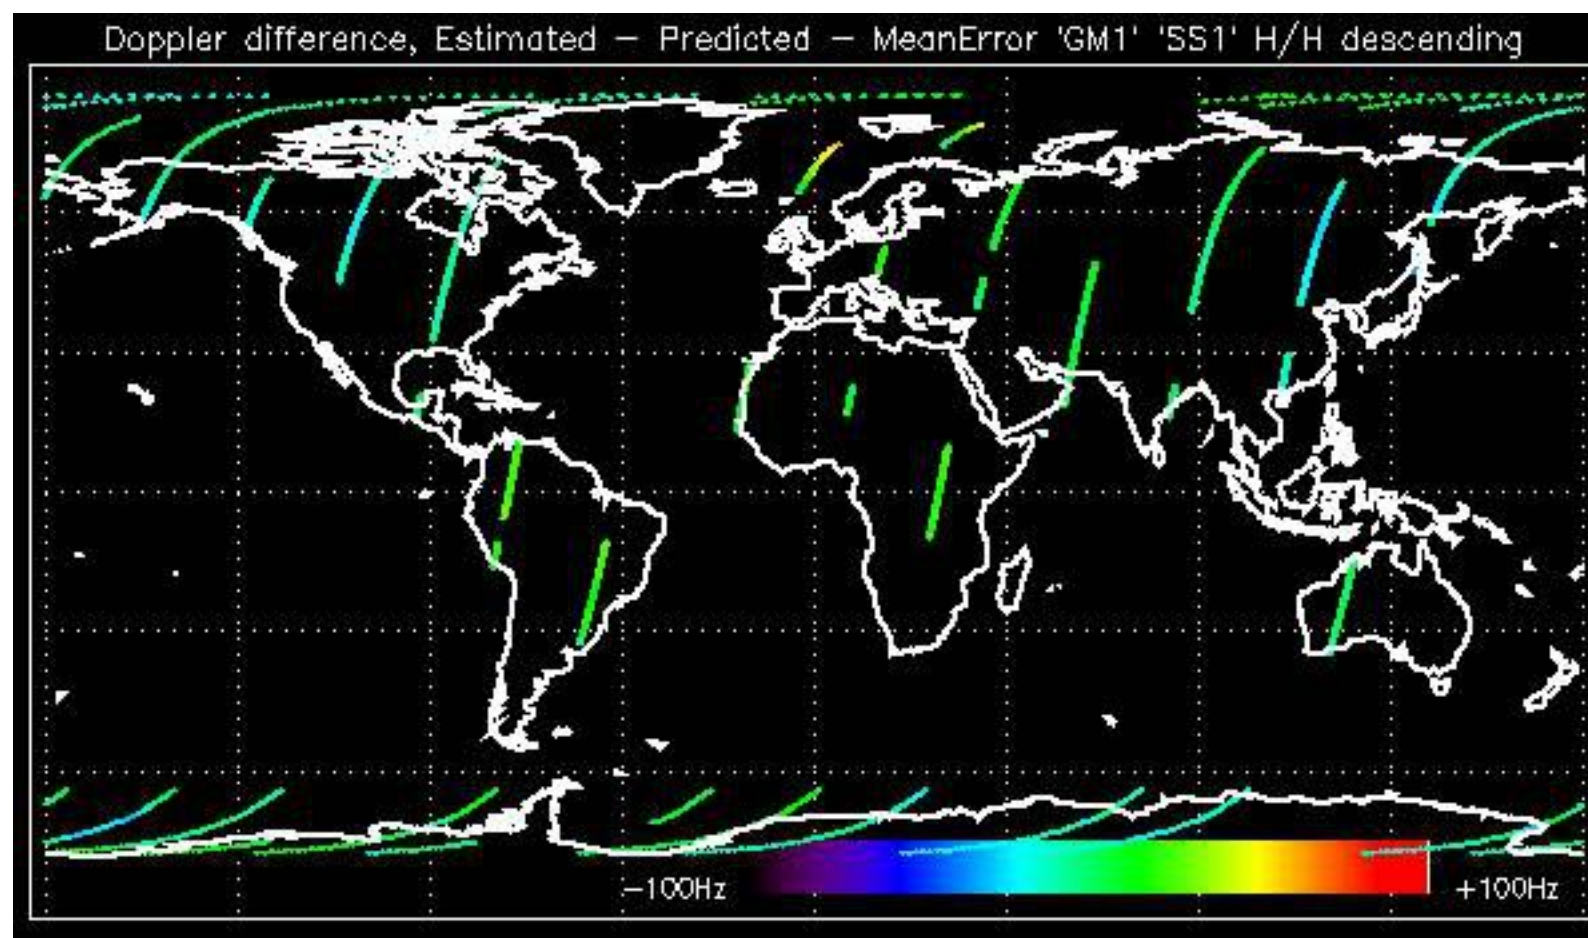 Doppler difference, Estimated − Predicted − MeanError 'GM1' 'SS1' H/H descending
−100Hz
+100Hz